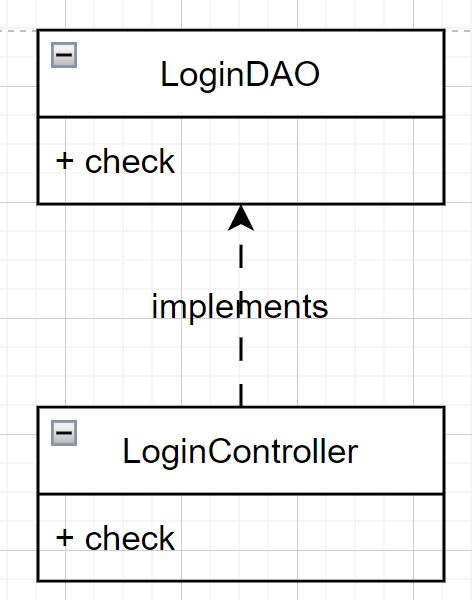 LoginDAO
+ check
implements
LoginController
+ check